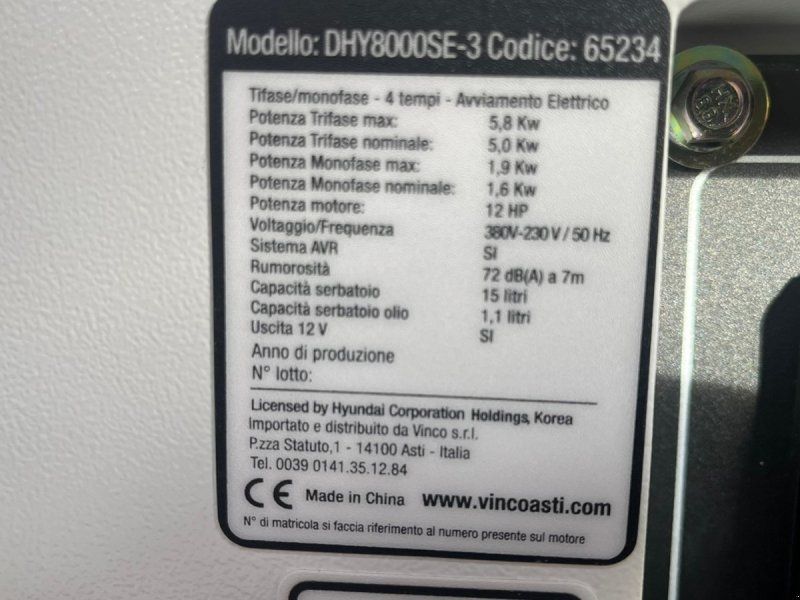 Modello: DHY8000SE-3 Codice: 65234
Tifase/monofase - 4 tempi - Avviamento Elettrico
Potenza Trifase max: 5,8 Kw
Potenza Trifase nominale: 5,0 Kw
Potenza Monofase max: 1,9 Kw
Potenza Monofase nominale: 1,6 Kw
Potenza motore: 12 HP
Voltaggio/Frequenza 380V-230 V / 50 Hz
Sistema AVR SI
Rumorosità 72 dB(A) a 7m
Capacità serbatoio 15 litri
Capacità serbatoio olio 1,1 litri
Uscita 12 V SI
Anno di produzione
N° lotto:
Licensed by Hyundai Corporation Holdings, Korea
Importato e distribuito da Vinco s.r.l.
P.zza Statuto,1 - 14100 Asti - Italia
Tel. 0039 0141.35.12.84
CE Made in China www.vincoasti.com
N° di matricola si faccia riferimento al numero presente sul motore